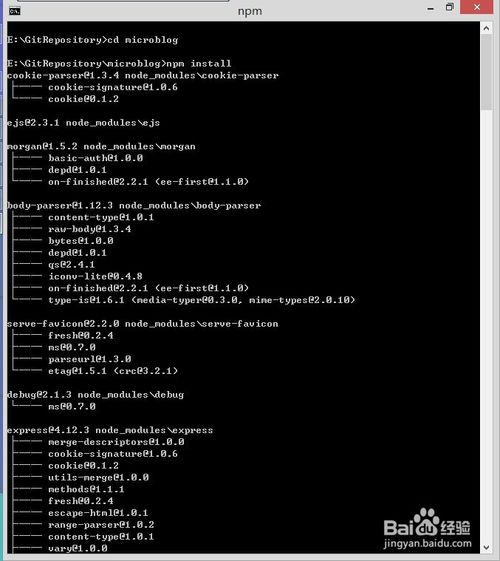 npm
E:\GitRepository>cd microblog
E:\GitRepository\microblog>npm install
cookie-parser@1.3.4 node_modules\cookie-parser
├── cookie-signature@1.0.6
└── cookie@0.1.2
ejs@2.3.1 node_modules\ejs
morgan@1.5.2 node_modules\morgan
├── basic-auth@1.0.0
├── depd@1.0.1
└── on-finished@2.2.1 (ee-first@1.1.0)
body-parser@1.12.3 node_modules\body-parser
├── content-type@1.0.1
├── raw-body@1.3.4
├── bytes@1.0.0
├── depd@1.0.1
├── qs@2.4.1
├── iconv-lite@0.4.8
├── on-finished@2.2.1 (ee-first@1.1.0)
└── type-is@1.6.1 (media-typer@0.3.0, mime-types@2.0.10)
serve-favicon@2.2.0 node_modules\serve-favicon
├── fresh@0.2.4
├── ms@0.7.0
├── parseurl@1.3.0
└── etag@1.5.1 (crc@3.2.1)
debug@2.1.3 node_modules\debug
└── ms@0.7.0
express@4.12.3 node_modules\express
├── merge-descriptors@1.0.0
├── cookie-signature@1.0.6
├── cookie@0.1.2
├── utils-merge@1.0.0
├── methods@1.1.1
├── fresh@0.2.4
├── escape-html@1.0.1
├── range-parser@1.0.2
├── content-type@1.0.1
├── vary@1.0.0
Baidu经验
jingyan.baidu.com